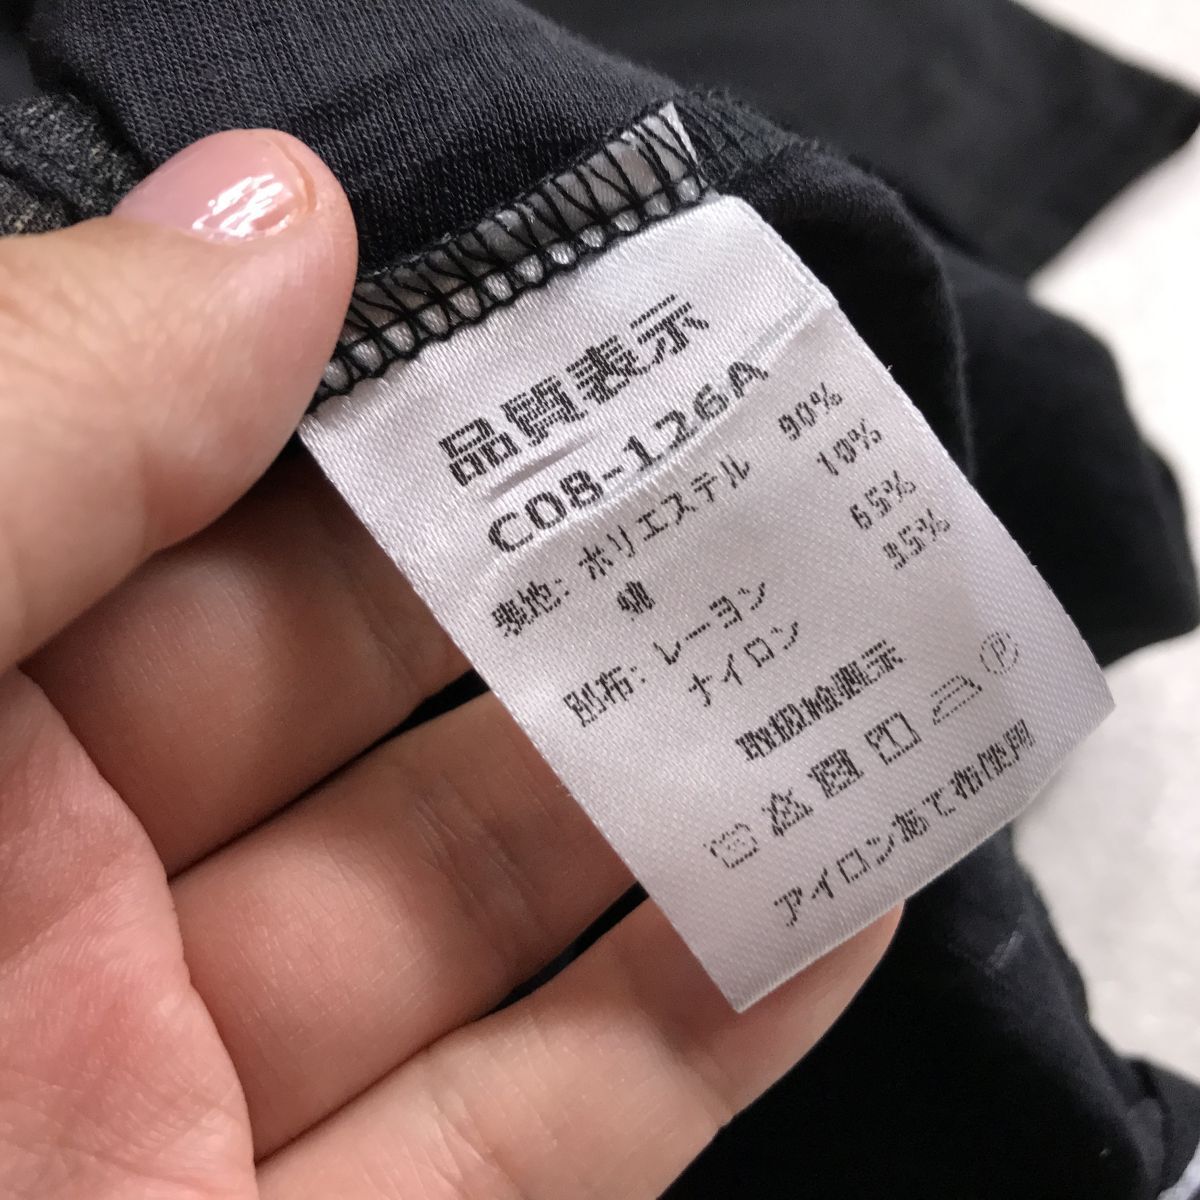 品質表示
C08-126A
表地: ポリエステル 90%
綿 10%
別布: レーヨン 65%
ナイロン 35%
取扱絵表示
P
アイロンあて布使用